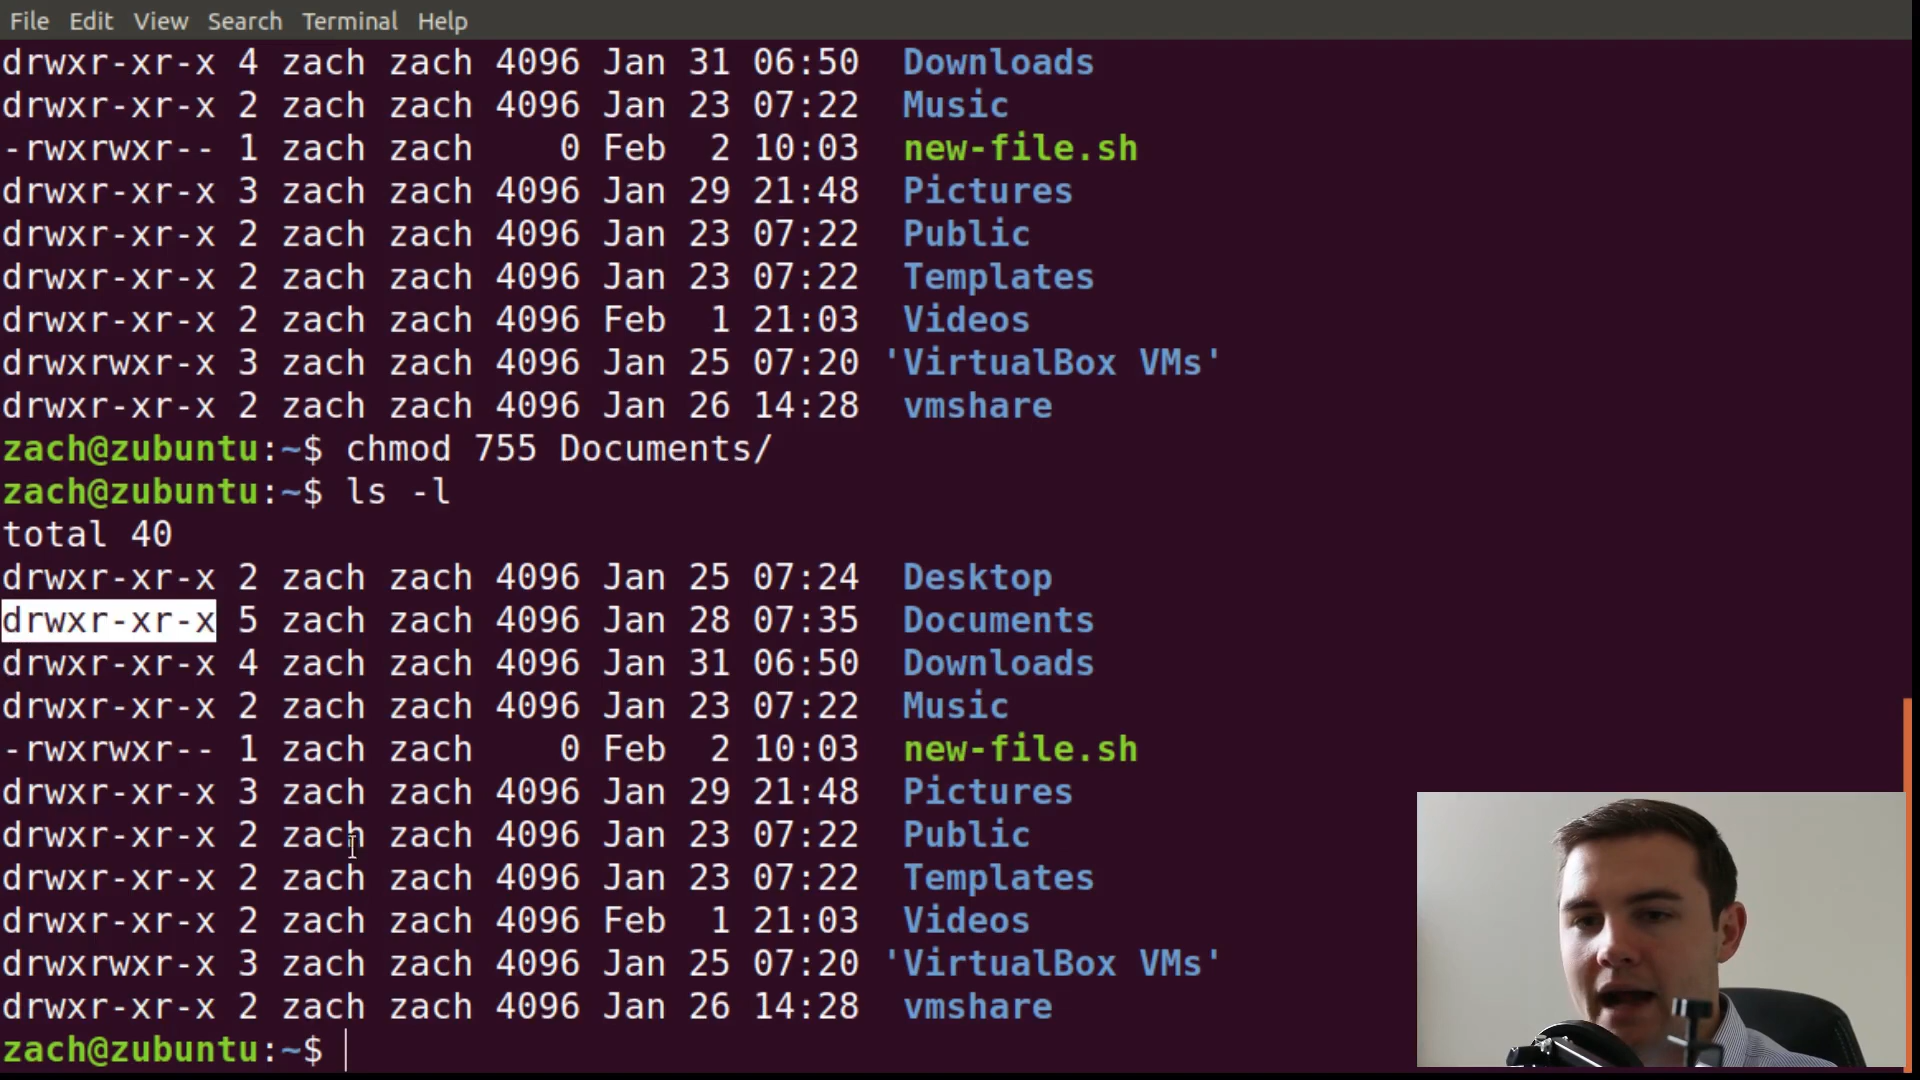 File Edit View Search Terminal Help
drwxr-xr-x 4 zach zach 4096 Jan 31 06:50 Downloads
drwxr-xr-x 2 zach zach 4096 Jan 23 07:22 Music
-rwxrwxr-- 1 zach zach 0 Feb 2 10:03 new-file.sh
drwxr-xr-x 3 zach zach 4096 Jan 29 21:48 Pictures
drwxr-xr-x 2 zach zach 4096 Jan 23 07:22 Public
drwxr-xr-x 2 zach zach 4096 Jan 23 07:22 Templates
drwxr-xr-x 2 zach zach 4096 Feb 1 21:03 Videos
drwxrwxr-x 3 zach zach 4096 Jan 25 07:20 'VirtualBox VMs'
drwxr-xr-x 2 zach zach 4096 Jan 26 14:28 vmshare
zach@zubuntu:~$ chmod 755 Documents/
zach@zubuntu:~$ ls -l
total 40
drwxr-xr-x 2 zach zach 4096 Jan 25 07:24 Desktop
drwxr-xr-x 5 zach zach 4096 Jan 28 07:35 Documents
drwxr-xr-x 4 zach zach 4096 Jan 31 06:50 Downloads
drwxr-xr-x 2 zach zach 4096 Jan 23 07:22 Music
-rwxrwxr-- 1 zach zach 0 Feb 2 10:03 new-file.sh
drwxr-xr-x 3 zach zach 4096 Jan 29 21:48 Pictures
drwxr-xr-x 2 zach zach 4096 Jan 23 07:22 Public
drwxr-xr-x 2 zach zach 4096 Jan 23 07:22 Templates
drwxr-xr-x 2 zach zach 4096 Feb 1 21:03 Videos
drwxrwxr-x 3 zach zach 4096 Jan 25 07:20 'VirtualBox VMs'
drwxr-xr-x 2 zach zach 4096 Jan 26 14:28 vmshare
zach@zubuntu:~$